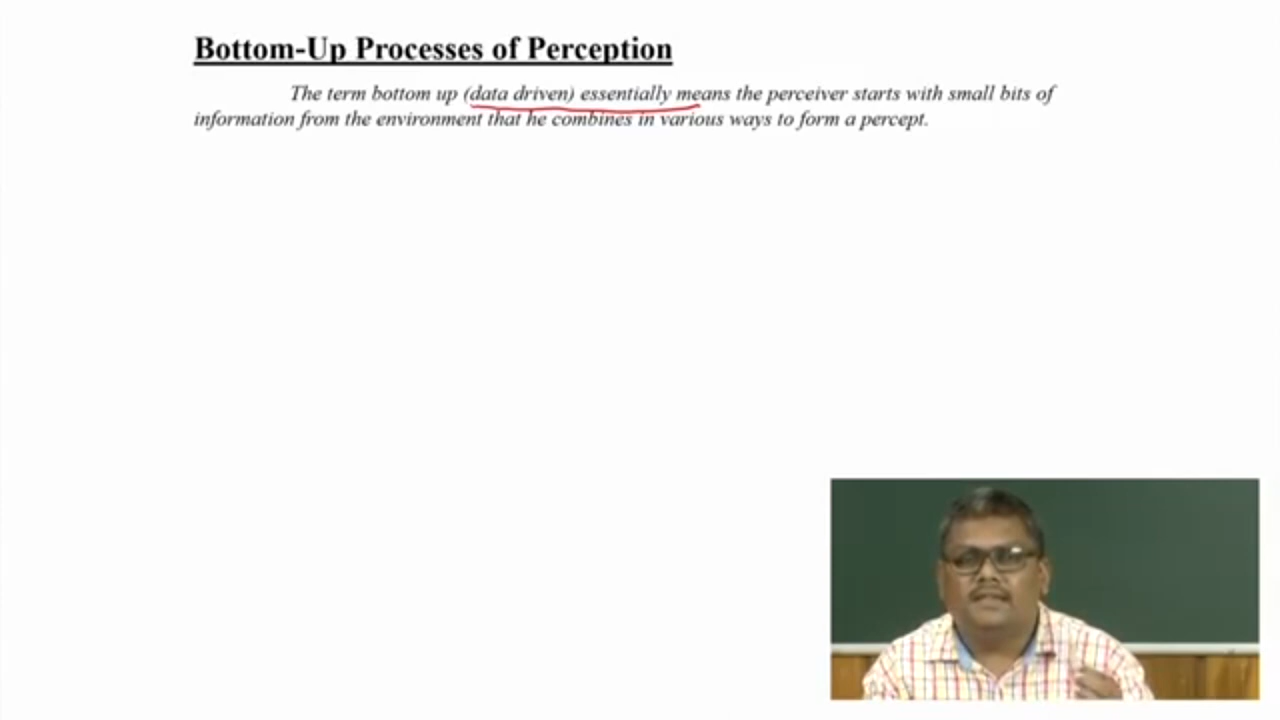 Bottom-Up Processes of Perception
The term bottom up (data driven) essentially means the perceiver starts with small bits of
information from the environment that he combines in various ways to form a percept.